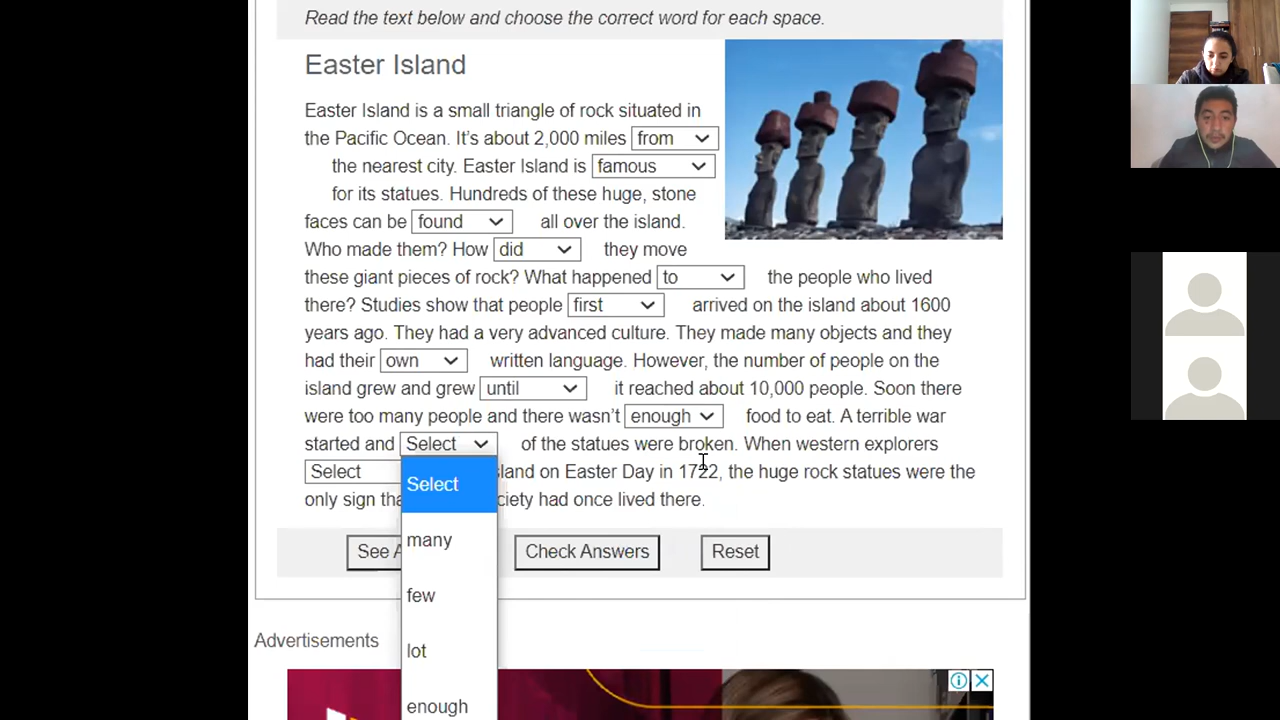 Read the text below and choose the correct word for each space.
Easter Island
Easter Island is a small triangle of rock situated in
the Pacific Ocean. It's about 2,000 miles from
the nearest city. Easter Island is famous
for its statues. Hundreds of these huge, stone
faces can be found all over the island.
Who made them? How did they move
these giant pieces of rock? What happened to the people who lived
there? Studies show that people first arrived on the island about 1600
years ago. They had a very advanced culture. They made many objects and they
had their own written language. However, the number of people on the
island grew and grew until it reached about 10,000 people. Soon there
were too many people and there wasn't enough food to eat. A terrible war
started and Select of the statues were broken. When western explorers
Select land on Easter Day in 1722, the huge rock statues were the
only sign ciety had once lived there.
Select
many
few
lot
enough
See Check Answers Reset
Advertisements